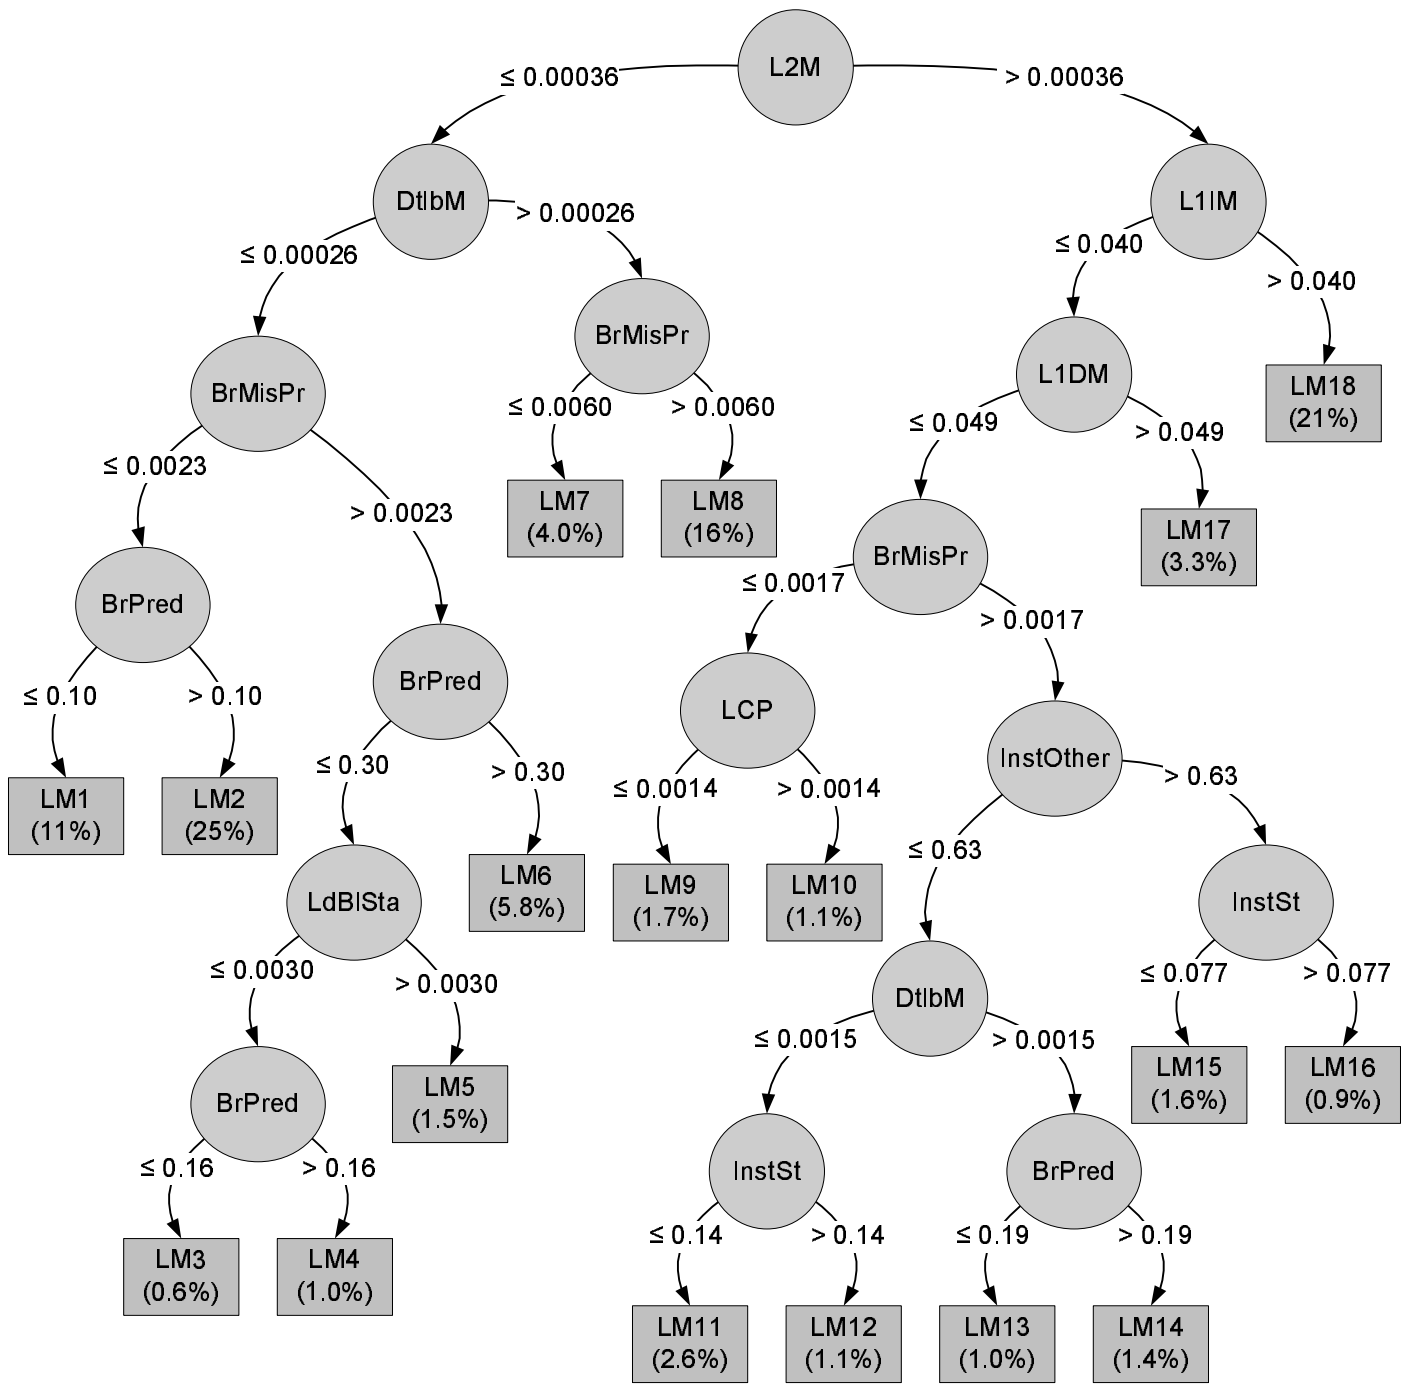 L2M
≤ 0.00036
> 0.00036
DtlbM
L1IM
> 0.00026
≤ 0.00026
≤ 0.040
> 0.040
BrMisPr
BrMisPr
L1DM
LM18
(21%)
≤ 0.0060
> 0.0060
≤ 0.049
> 0.049
≤ 0.0023
> 0.0023
LM7
(4.0%)
LM8
(16%)
LM17
(3.3%)
BrMisPr
≤ 0.0017
> 0.0017
BrPred
BrPred
LCP
InstOther
≤ 0.10
> 0.10
≤ 0.30
> 0.30
≤ 0.0014
> 0.0014
> 0.63
≤ 0.63
LM1
(11%)
LM2
(25%)
LdBlSta
LM6
(5.8%)
LM9
(1.7%)
LM10
(1.1%)
InstSt
≤ 0.0030
> 0.0030
≤ 0.077
> 0.077
DtlbM
≤ 0.0015
> 0.0015
BrPred
LM5
(1.5%)
LM15
(1.6%)
LM16
(0.9%)
≤ 0.16
> 0.16
InstSt
BrPred
≤ 0.14
> 0.14
≤ 0.19
> 0.19
LM3
(0.6%)
LM4
(1.0%)
LM11
(2.6%)
LM12
(1.1%)
LM13
(1.0%)
LM14
(1.4%)